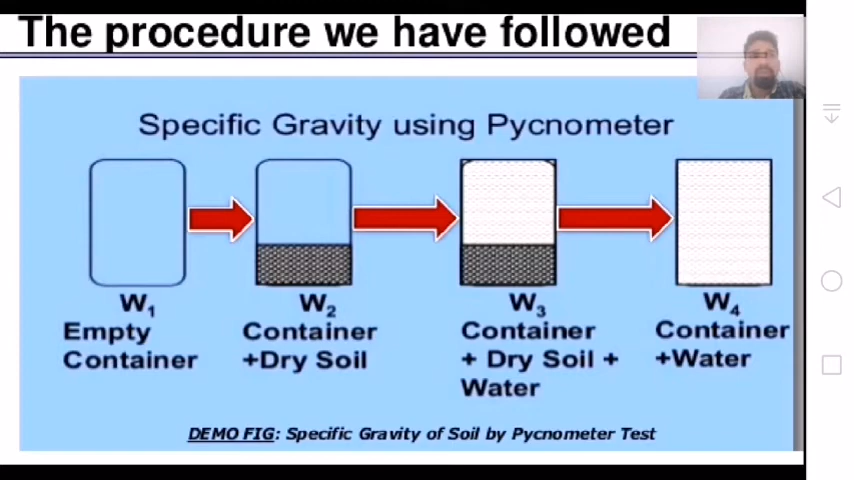 The procedure we have followed
Specific Gravity using Pycnometer
W₁
Empty
Container
W₂
Container
+Dry Soil
W₃
Container
+ Dry Soil +
Water
W₄
Container
+Water
DEMO FIG: Specific Gravity of Soil by Pycnometer Test